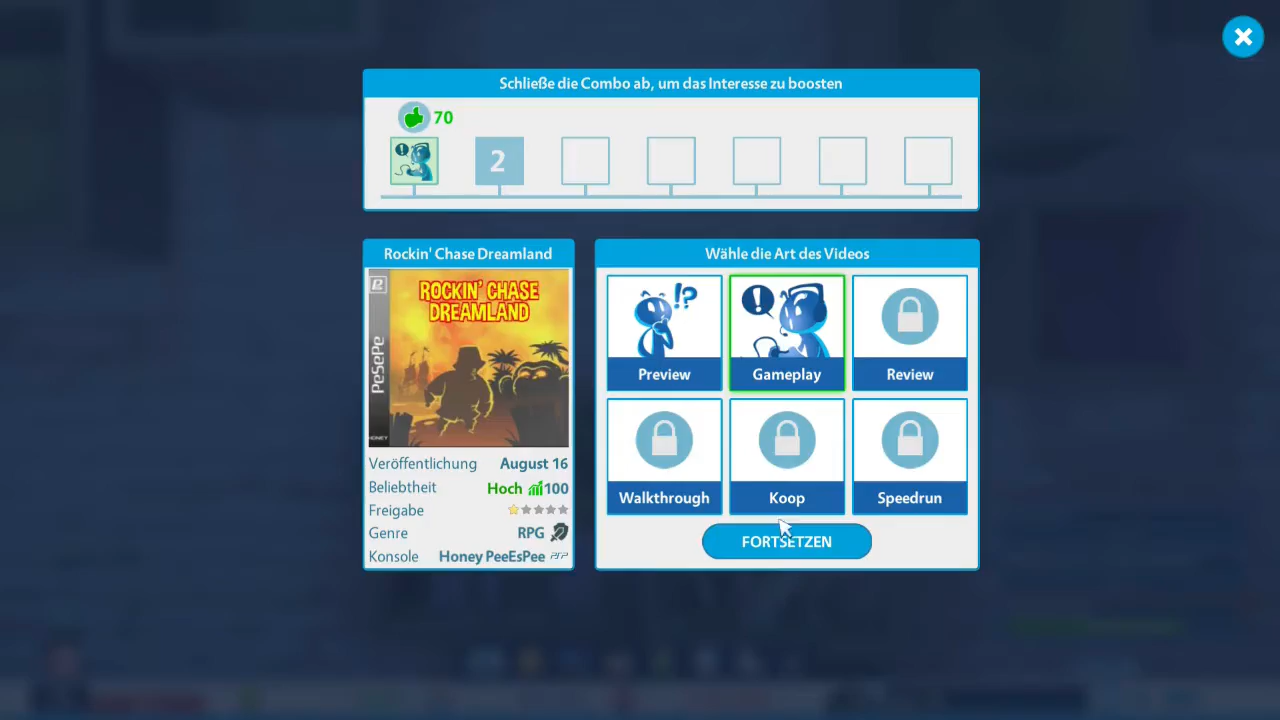 Schließe die Combo ab, um das Interesse zu boosten
70
!
2
Rockin' Chase Dreamland
Wähle die Art des Videos
ROCKIN' CHASE
DREAMLAND
PeSePe
HONEY
!?
Preview
!
Gameplay
Review
Veröffentlichung August 16
Beliebtheit Hoch 100
Freigabe
Genre RPG
Konsole Honey PeeEsPee
Walkthrough
Koop
Speedrun
FORTSETZEN